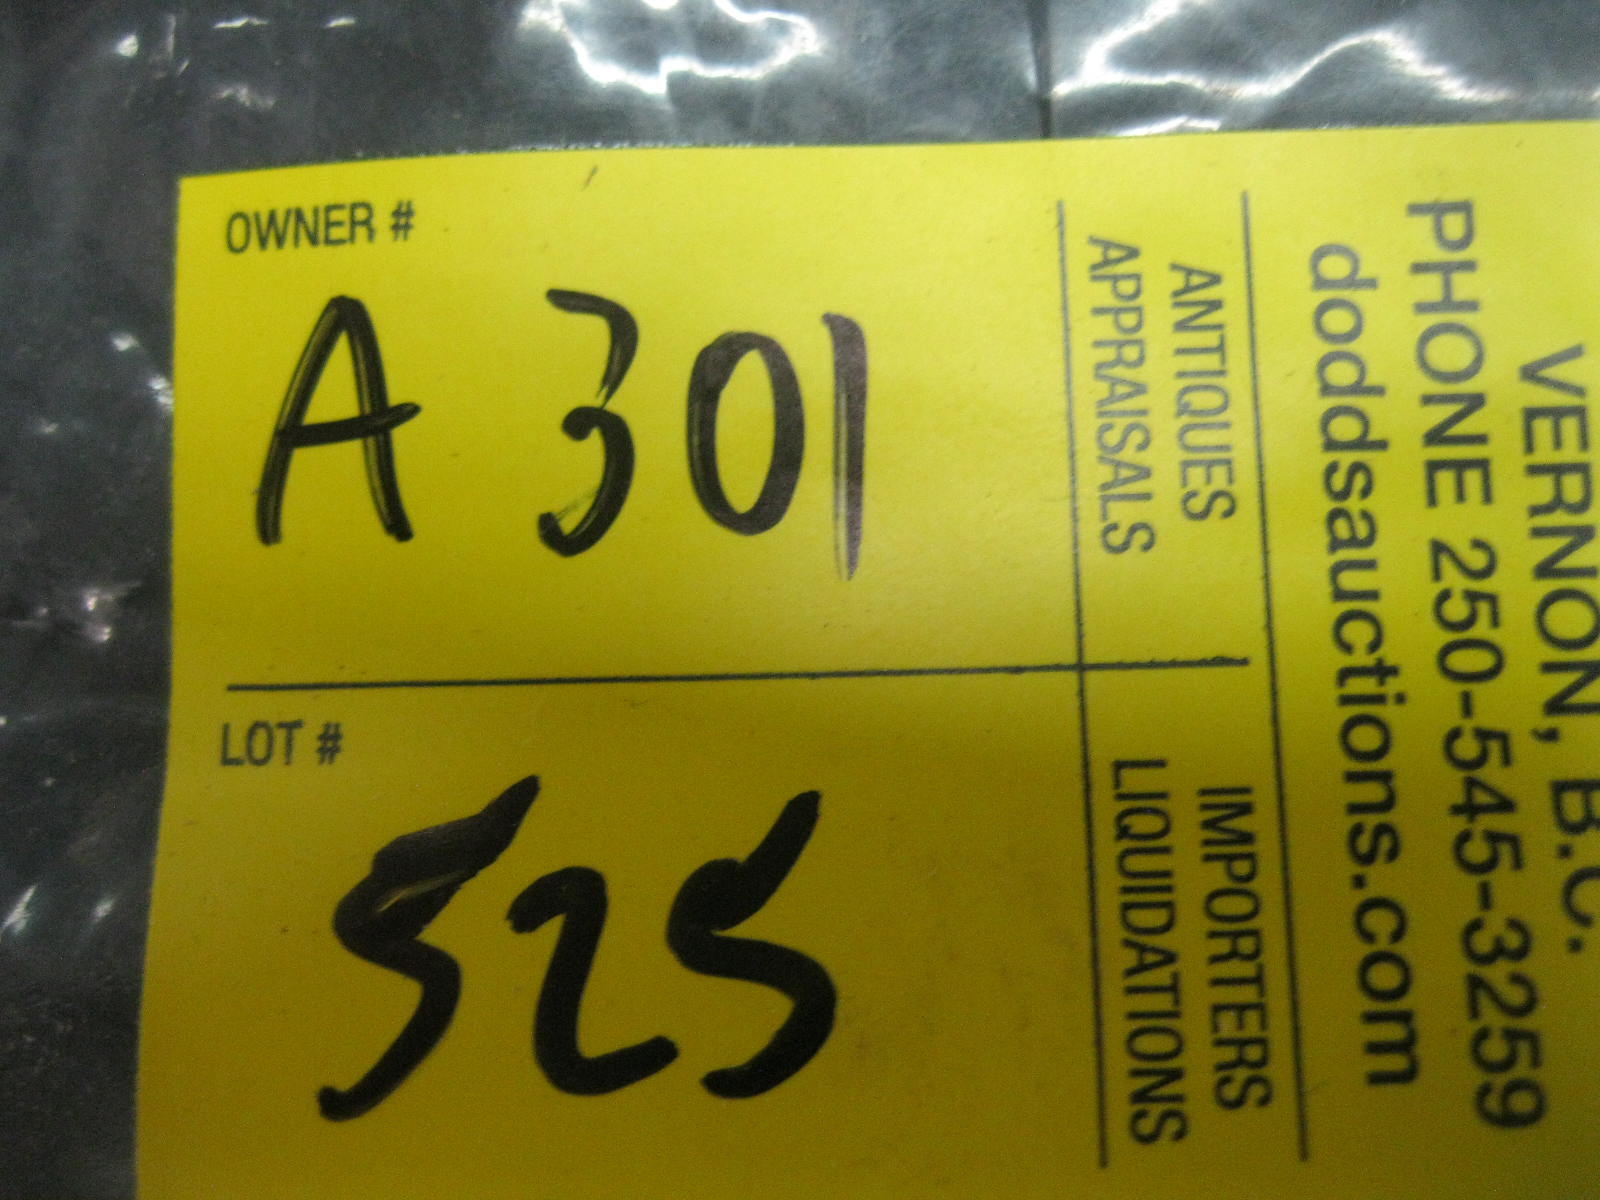 OWNER #
A 301
LOT #
525
ANTIQUES
APPRAISALS
IMPORTERS
LIQUIDATIONS
VERNON, B.C.
PHONE 250-545-3259
doddsauctions.com